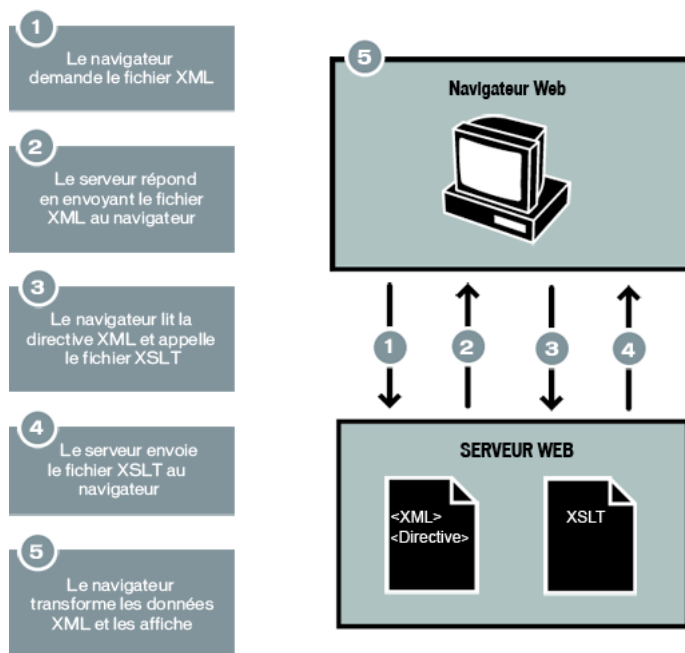 1
Le navigateur
demande le fichier XML
2
Le serveur répond
en envoyant le fichier
XML au navigateur
3
Le navigateur lit la
directive XML et appelle
le fichier XSLT
4
Le serveur envoie
le fichier XSLT au
navigateur
5
Le navigateur
transforme les données
XML et les affiche
5
Navigateur Web
1 2 3 4
SERVEUR WEB
<XML>
<Directive>
XSLT